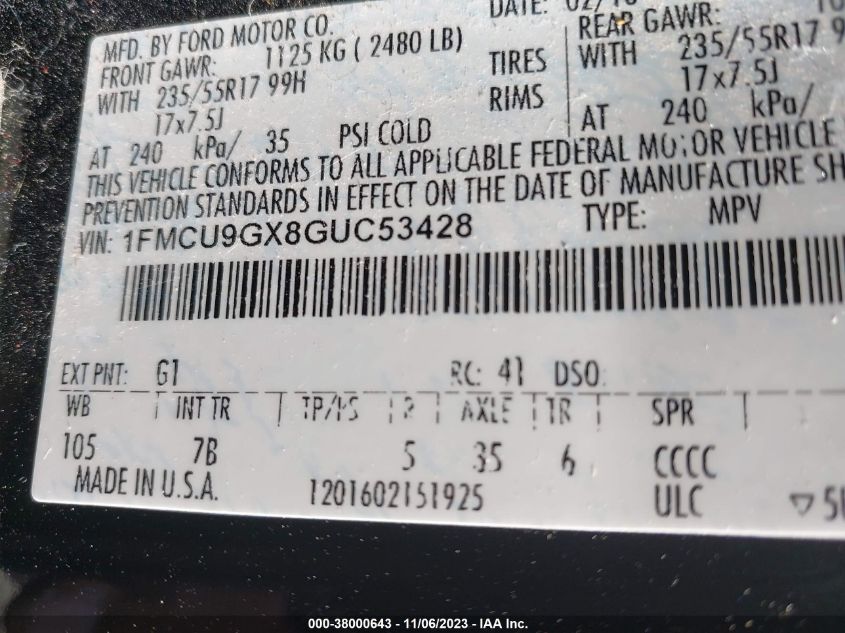 MFD. BY FORD MOTOR CO. DATE: 02/16
FRONT GAWR: 1125 KG ( 2480 LB) REAR GAWR:
WITH 235/55R17 99H TIRES WITH 235/55R17 9
17x7.5J RIMS 17x7.5J
AT 240 kPa/ 35 PSI COLD AT 240 kPa/
THIS VEHICLE CONFORMS TO ALL APPLICABLE FEDERAL MOTOR VEHICLE
PREVENTION STANDARDS IN EFFECT ON THE DATE OF MANUFACTURE SH
VIN: 1FMCU9GX8GUC53428 TYPE: MPV
EXT PNT: G1 RC: 41 DSO:
WB INT TR TP/PS R AXLE TR SPR
105 7B 5 35 6 CCCC
MADE IN U.S.A. 1201602151925 ULC
000-38000643 - 11/06/2023 - IAA Inc.